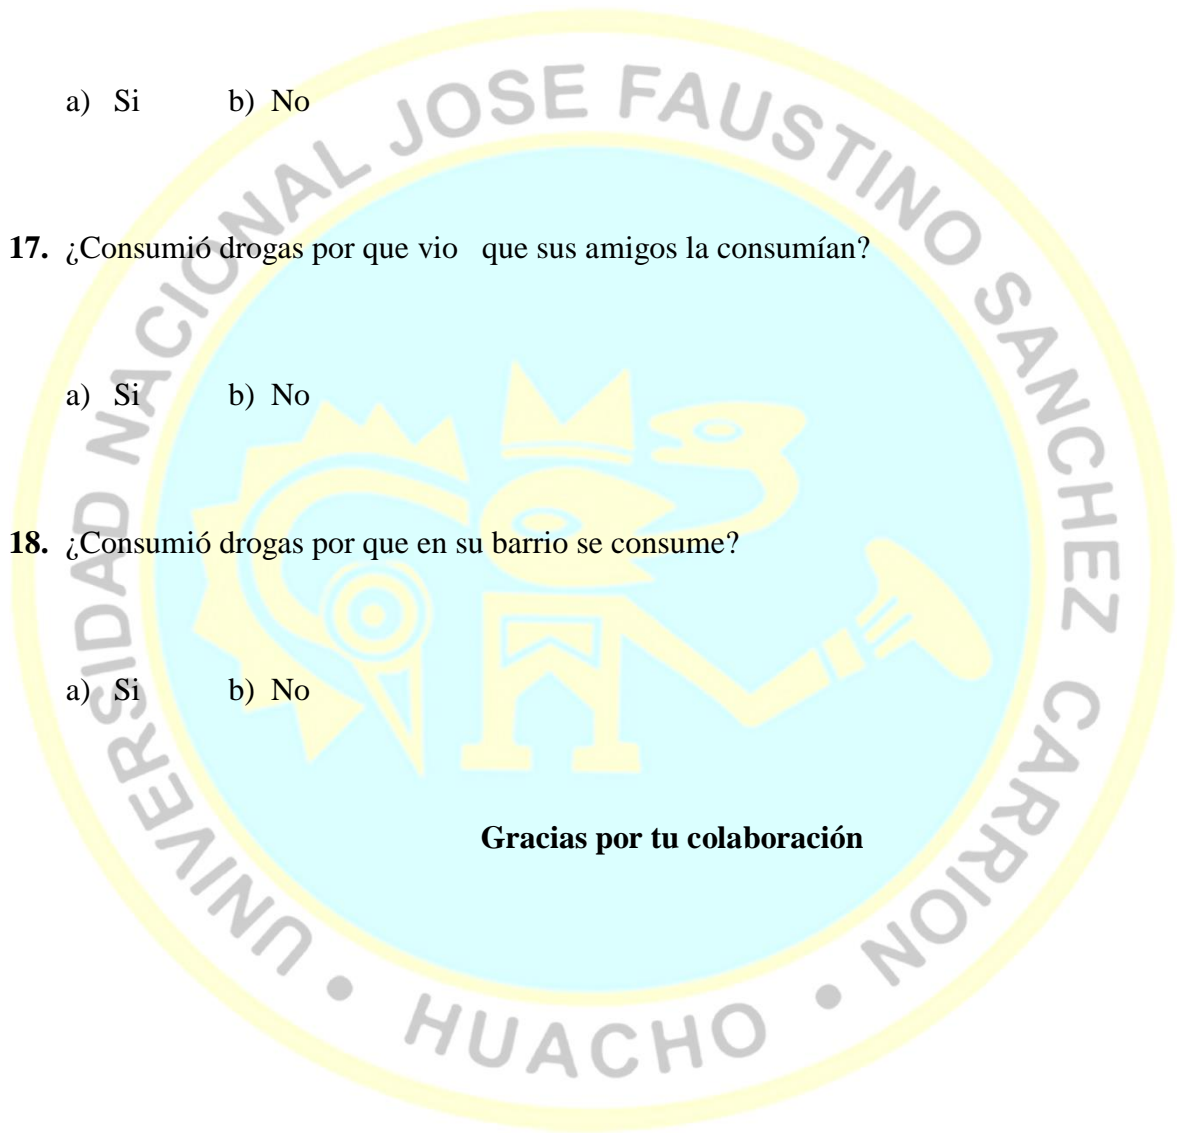 a) Si b) No
17. ¿Consumió drogas por que vio que sus amigos la consumían?
a) Si b) No
18. ¿Consumió drogas por que en su barrio se consume?
a) Si b) No
Gracias por tu colaboración
UNIVERSIDAD NACIONAL JOSE FAUSTINO SANCHEZ CARRION
• HUACHO •